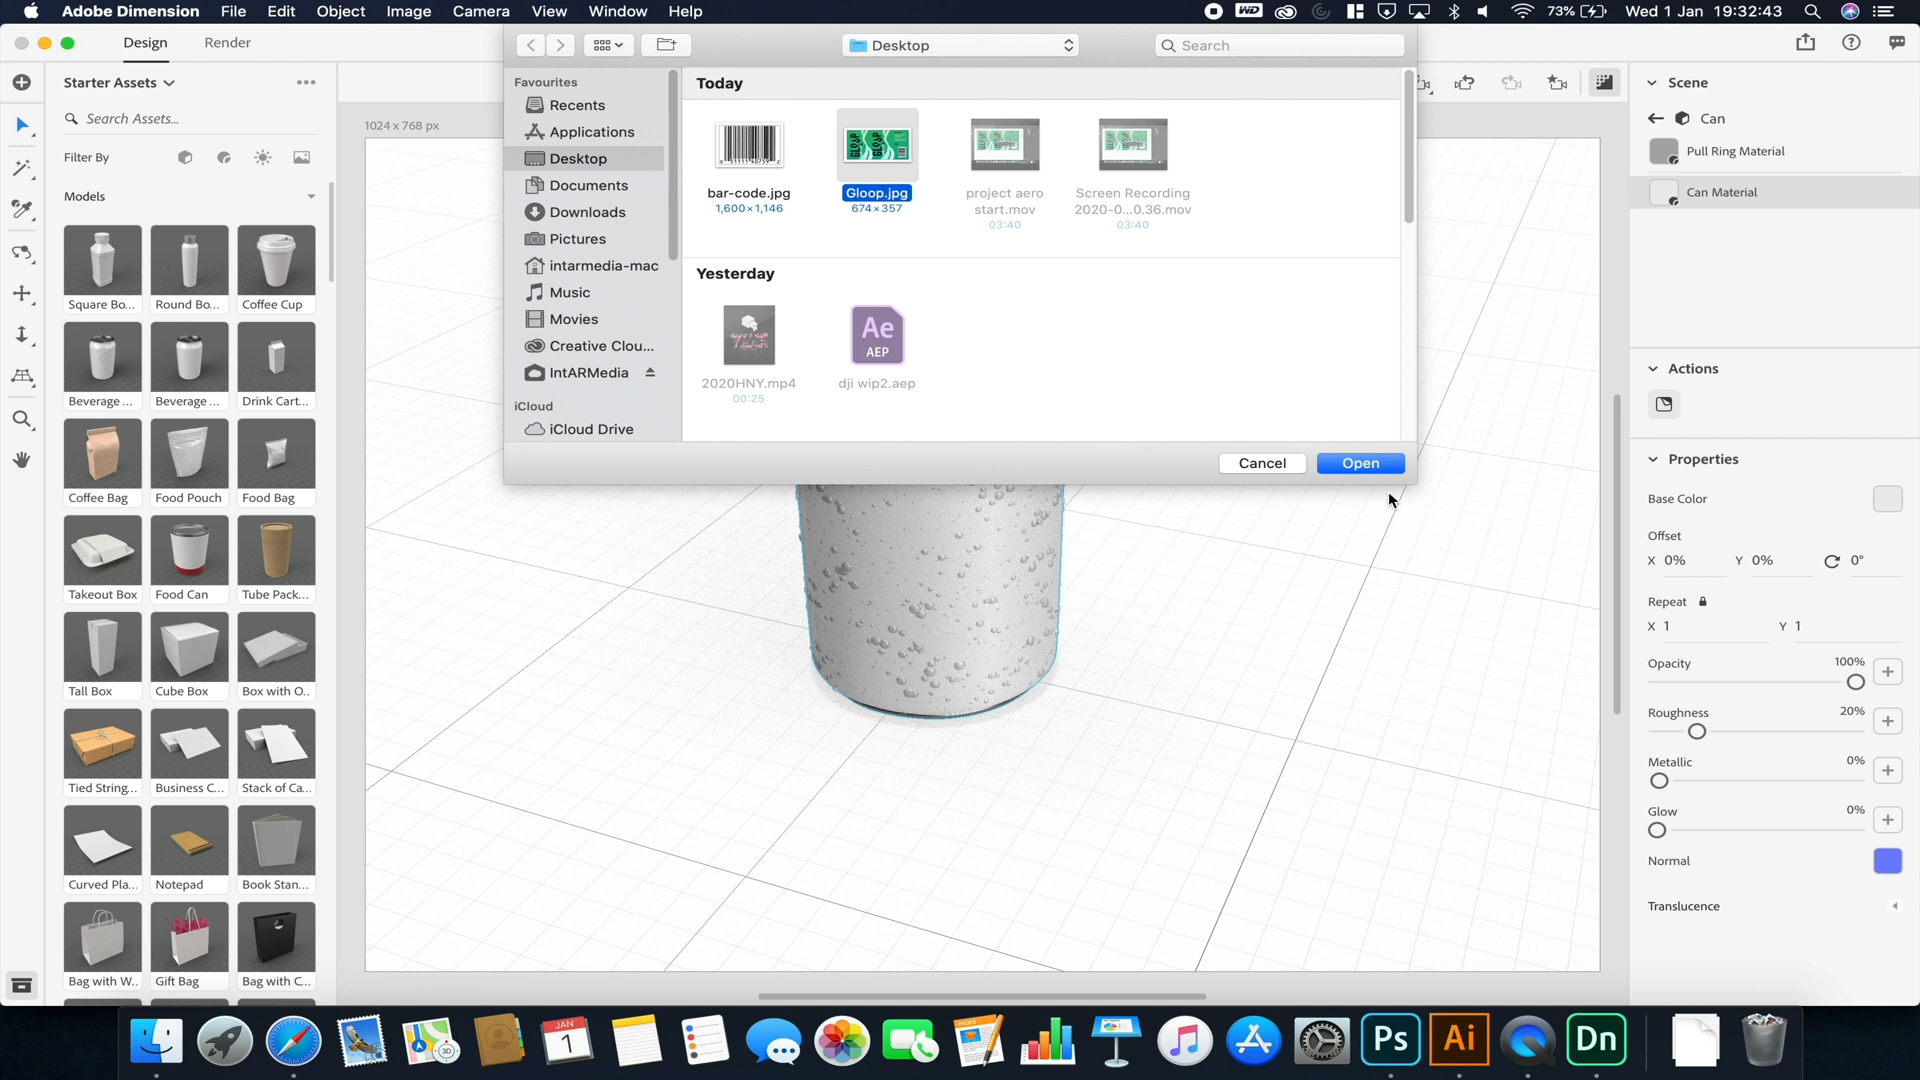 Adobe Dimension File Edit Object Image Camera View Window Help
WD 73% Wed 1 Jan 19:32:43
Design Render
Desktop
Search
Starter Assets
Search Assets...
Filter By
Models
Square Bo... Round Bo... Coffee Cup
Beverage ... Beverage ... Drink Cart...
Coffee Bag Food Pouch Food Bag
Takeout Box Food Can Tube Pack...
Tall Box Cube Box Box with O...
Tied String... Business C... Stack of Ca...
Curved Pla... Notepad Book Stan...
Bag with W... Gift Bag Bag with C...
1024 x 768 px
Favourites
Recents
Applications
Desktop
Documents
Downloads
Pictures
intarmedia-mac
Music
Movies
Creative Clou...
IntARMedia
iCloud
iCloud Drive
Today
GLOOP GLOOP
bar-code.jpg
1,600×1,146
Gloop.jpg
674×357
project aero
start.mov
03:40
Screen Recording
2020-0...0.36.mov
03:40
Yesterday
2020HNY.mp4
00:25
Ae
AEP
dji wip2.aep
Cancel Open
Scene
Can
Pull Ring Material
Can Material
Actions
Properties
Base Color
Offset
X 0% Y 0% 0°
Repeat
X 1 Y 1
Opacity 100%
Roughness 20%
Metallic 0%
Glow 0%
Normal
Translucence
JAN
1
Ps Ai Dn